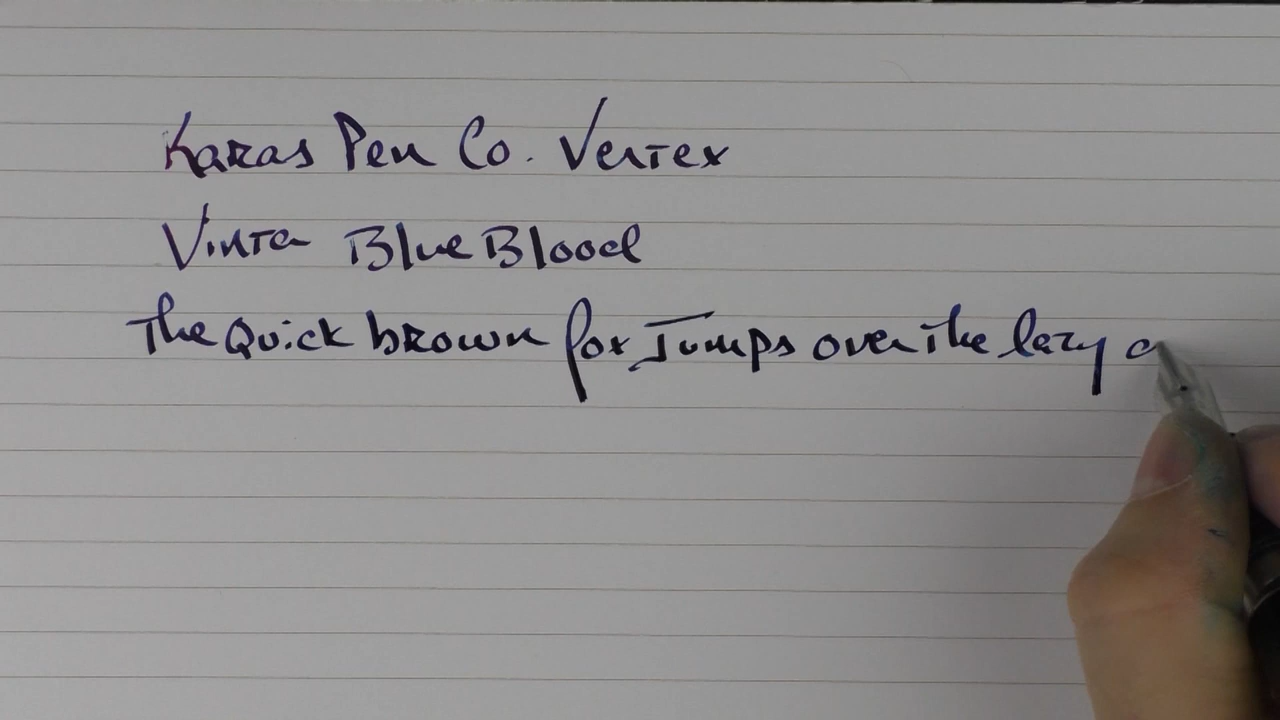 Karas Pen Co. Vertex
Vinta Blue Blood
The Quick brown fox Jumps over the lazy